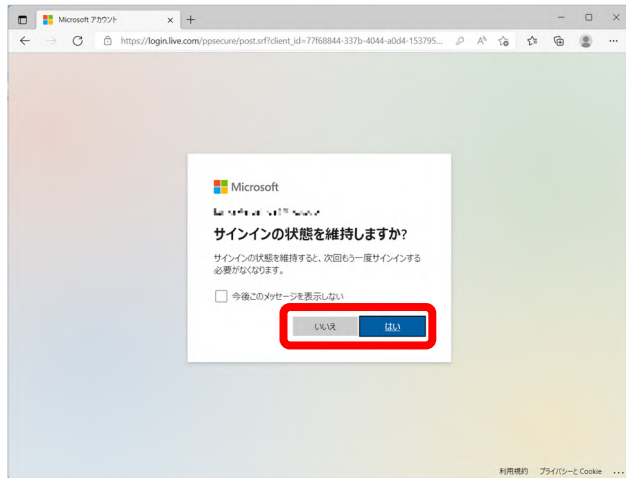 Microsoft アカウント
https://login.live.com/ppsecure/post.srf?client_id=77f68844-337b-4044-a0d4-153795...
Microsoft
サインインの状態を維持しますか?
サインインの状態を維持すると、次回もう一度サインインする
必要がなくなります。
今後このメッセージを表示しない
いいえ
はい
利用規約 プライバシーと Cookie ...